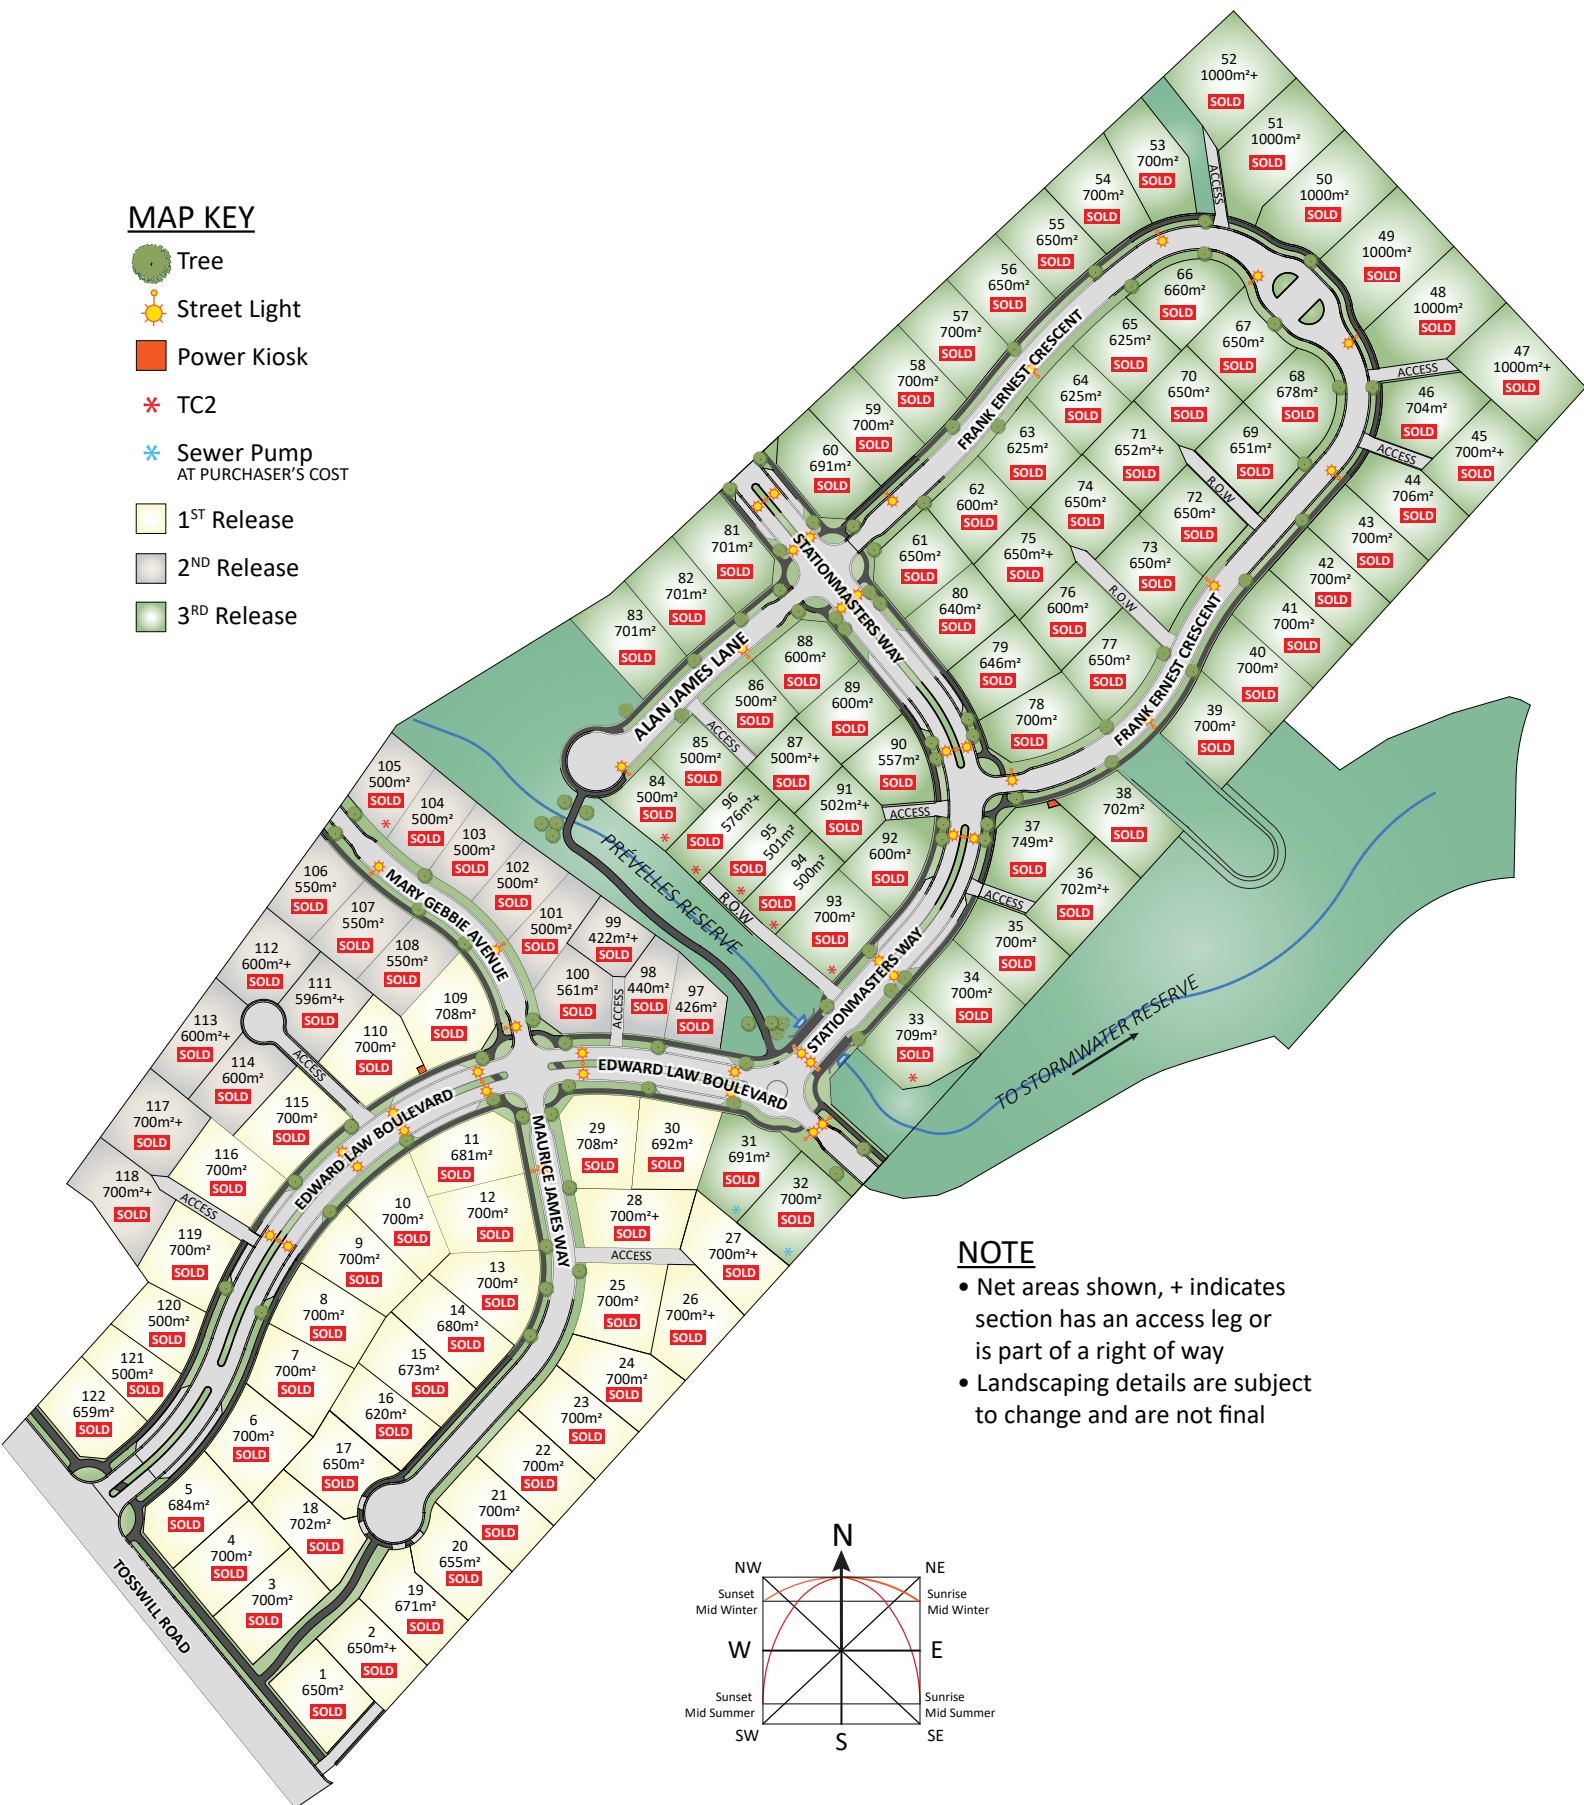 MAP KEY
Tree
Street Light
Power Kiosk
TC2
Sewer Pump
AT PURCHASER'S COST
1ST Release
2ND Release
3RD Release
52
1000m²+
SOLD
51
1000m²
SOLD
50
1000m²
SOLD
49
1000m²
SOLD
48
1000m²
SOLD
47
1000m²+
SOLD
46
704m²
SOLD
45
700m²+
SOLD
44
706m²
SOLD
43
700m²
SOLD
42
700m²
SOLD
41
700m²
SOLD
40
700m²
SOLD
39
700m²
SOLD
38
702m²
SOLD
37
749m²
SOLD
36
702m²+
SOLD
35
700m²
SOLD
34
700m²
SOLD
33
709m²
SOLD
53
700m²
SOLD
54
700m²
SOLD
55
650m²
SOLD
56
650m²
SOLD
57
700m²
SOLD
58
700m²
SOLD
59
700m²
SOLD
60
691m²
SOLD
66
660m²
SOLD
67
650m²
SOLD
68
678m²
SOLD
65
625m²
SOLD
64
625m²
SOLD
63
625m²
SOLD
62
600m²
SOLD
61
650m²
SOLD
70
650m²
SOLD
69
651m²
SOLD
71
652m²+
SOLD
72
650m²
SOLD
74
650m²
SOLD
73
650m²
SOLD
75
650m²+
SOLD
76
600m²
SOLD
77
650m²
SOLD
80
640m²
SOLD
79
646m²
SOLD
78
700m²
SOLD
ACCESS
ACCESS
ACCESS
R.O.W
R.O.W
FRANK ERNEST CRESCENT
FRANK ERNEST CRESCENT
STATIONMASTERS WAY
81
701m²
SOLD
82
701m²
SOLD
83
701m²
SOLD
ALAN JAMES LANE
88
600m²
SOLD
86
500m²
SOLD
89
600m²
SOLD
85
500m²
SOLD
87
500m²+
SOLD
90
557m²
SOLD
84
500m²
SOLD
96
576m²+
SOLD
91
502m²+
SOLD
95
501m²
SOLD
94
500m²
SOLD
92
600m²
SOLD
93
700m²
SOLD
ACCESS
ACCESS
ACCESS
R.O.W
STATIONMASTERS WAY
PREVELLES RESERVE
TO STORMWATER RESERVE
105
500m²
SOLD
104
500m²
SOLD
103
500m²
SOLD
102
500m²
SOLD
101
500m²
SOLD
99
422m²+
SOLD
100
561m²
SOLD
98
440m²
SOLD
97
426m²
SOLD
ACCESS
MARY GEBBIE AVENUE
106
550m²
SOLD
107
550m²
SOLD
108
550m²
SOLD
109
708m²
SOLD
112
600m²+
SOLD
111
596m²+
SOLD
110
700m²
SOLD
113
600m²+
SOLD
114
600m²
SOLD
115
700m²
SOLD
ACCESS
117
700m²+
SOLD
116
700m²
SOLD
118
700m²+
SOLD
ACCESS
119
700m²
SOLD
120
500m²
SOLD
121
500m²
SOLD
122
659m²
SOLD
EDWARD LAW BOULEVARD
EDWARD LAW BOULEVARD
MAURICE JAMES WAY
29
708m²
SOLD
30
692m²
SOLD
31
691m²
SOLD
32
700m²
SOLD
28
700m²+
SOLD
27
700m²+
SOLD
ACCESS
25
700m²
SOLD
26
700m²+
SOLD
24
700m²
SOLD
23
700m²
SOLD
22
700m²
SOLD
21
700m²
SOLD
20
655m²
SOLD
19
671m²
SOLD
11
681m²
SOLD
12
700m²
SOLD
10
700m²
SOLD
9
700m²
SOLD
13
700m²
SOLD
8
700m²
SOLD
14
680m²
SOLD
7
700m²
SOLD
15
673m²
SOLD
16
620m²
SOLD
6
700m²
SOLD
17
650m²
SOLD
5
684m²
SOLD
18
702m²
SOLD
4
700m²
SOLD
3
700m²
SOLD
2
650m²+
SOLD
1
650m²
SOLD
TOSSWILL ROAD
NOTE
• Net areas shown, + indicates
section has an access leg or
is part of a right of way
• Landscaping details are subject
to change and are not final
N
NW
NE
Sunset
Mid Winter
Sunrise
Mid Winter
W
E
Sunset
Mid Summer
Sunrise
Mid Summer
SW
S
SE